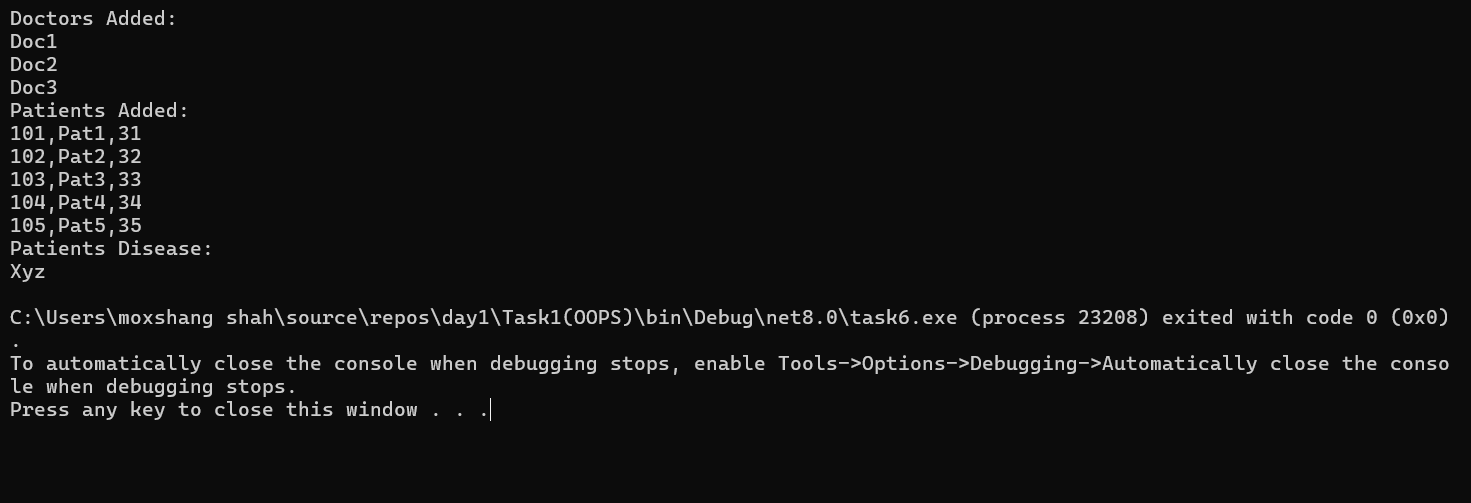 Doctors Added:
Doc1
Doc2
Doc3
Patients Added:
101,Pat1,31
102,Pat2,32
103,Pat3,33
104,Pat4,34
105,Pat5,35
Patients Disease:
Xyz
C:\Users\moxshang shah\source\repos\day1\Task1(OOPS)\bin\Debug\net8.0\task6.exe (process 23208) exited with code 0 (0x0)
.
To automatically close the console when debugging stops, enable Tools->Options->Debugging->Automatically close the conso
le when debugging stops.
Press any key to close this window . . .